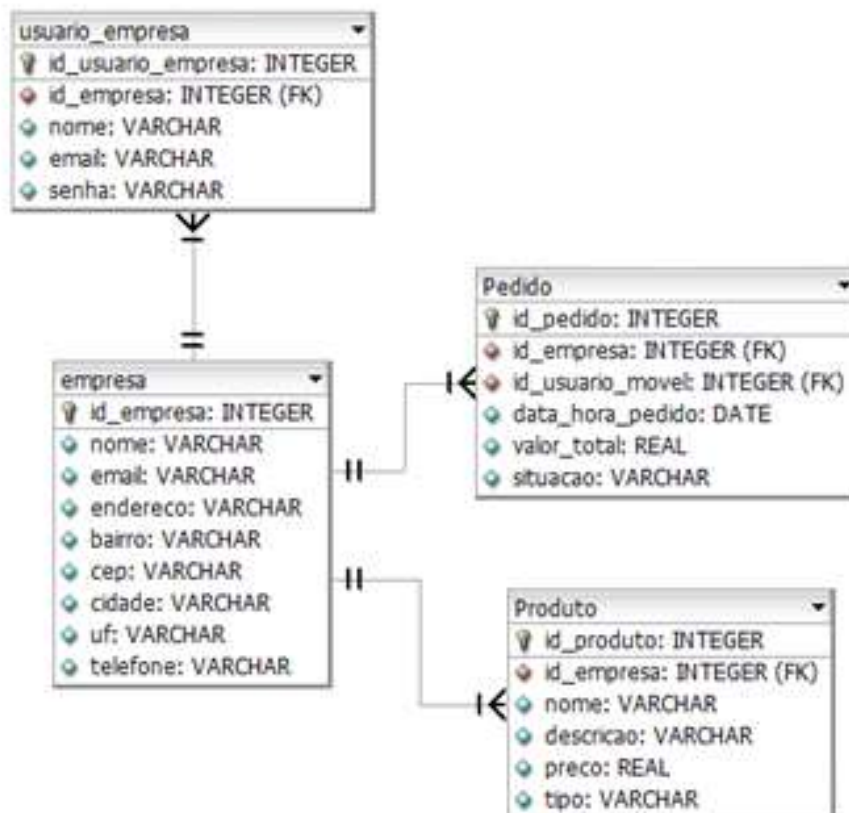 usuario_empresa
id_usuario_empresa: INTEGER
id_empresa: INTEGER (FK)
nome: VARCHAR
email: VARCHAR
senha: VARCHAR
Pedido
id_pedido: INTEGER
id_empresa: INTEGER (FK)
id_usuario_movel: INTEGER (FK)
data_hora_pedido: DATE
valor_total: REAL
situacao: VARCHAR
empresa
id_empresa: INTEGER
nome: VARCHAR
email: VARCHAR
endereco: VARCHAR
bairro: VARCHAR
cep: VARCHAR
cidade: VARCHAR
uf: VARCHAR
telefone: VARCHAR
Produto
id_produto: INTEGER
id_empresa: INTEGER (FK)
nome: VARCHAR
descricao: VARCHAR
preco: REAL
tipo: VARCHAR